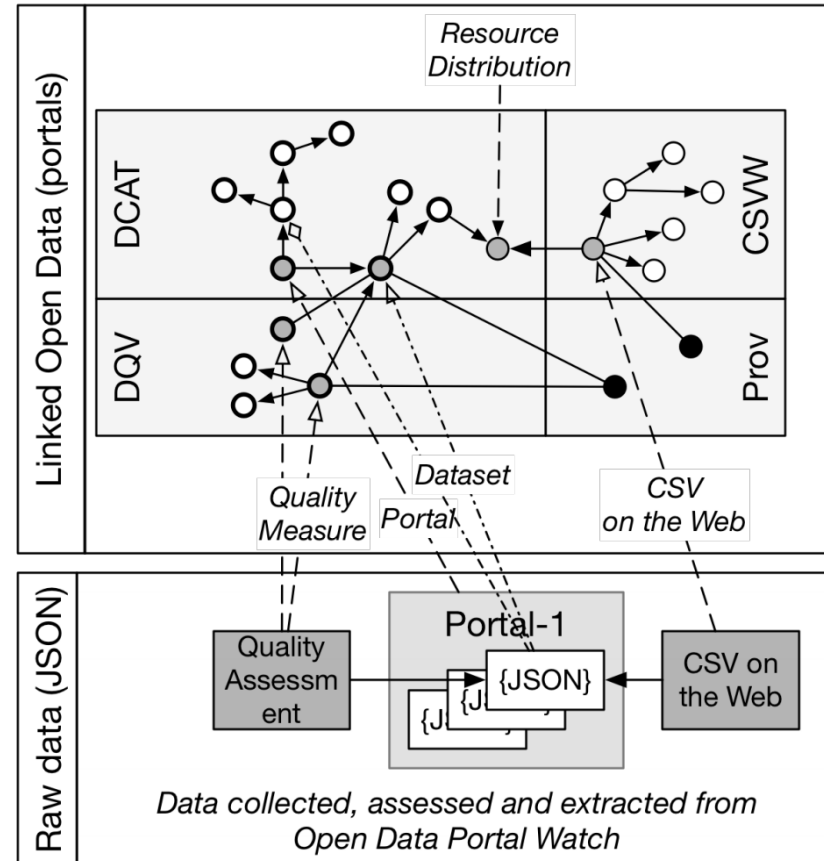 Linked Open Data (portals)
Resource
Distribution
DCAT
CSVW
DQV
Prov
Quality
Measure
Portal
Dataset
CSV
on the Web
Raw data (JSON)
Portal-1
Quality
Assessm
ent
{JSON}
{JS
{JS
CSV on
the Web
Data collected, assessed and extracted from
Open Data Portal Watch